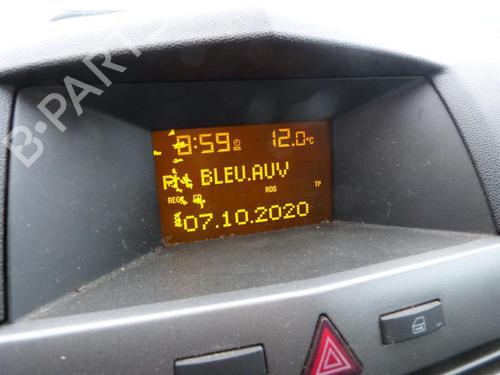 8:59 12.0°C
BLEU.AUV
REG RDS TP
07.10.2020
B-PARTS